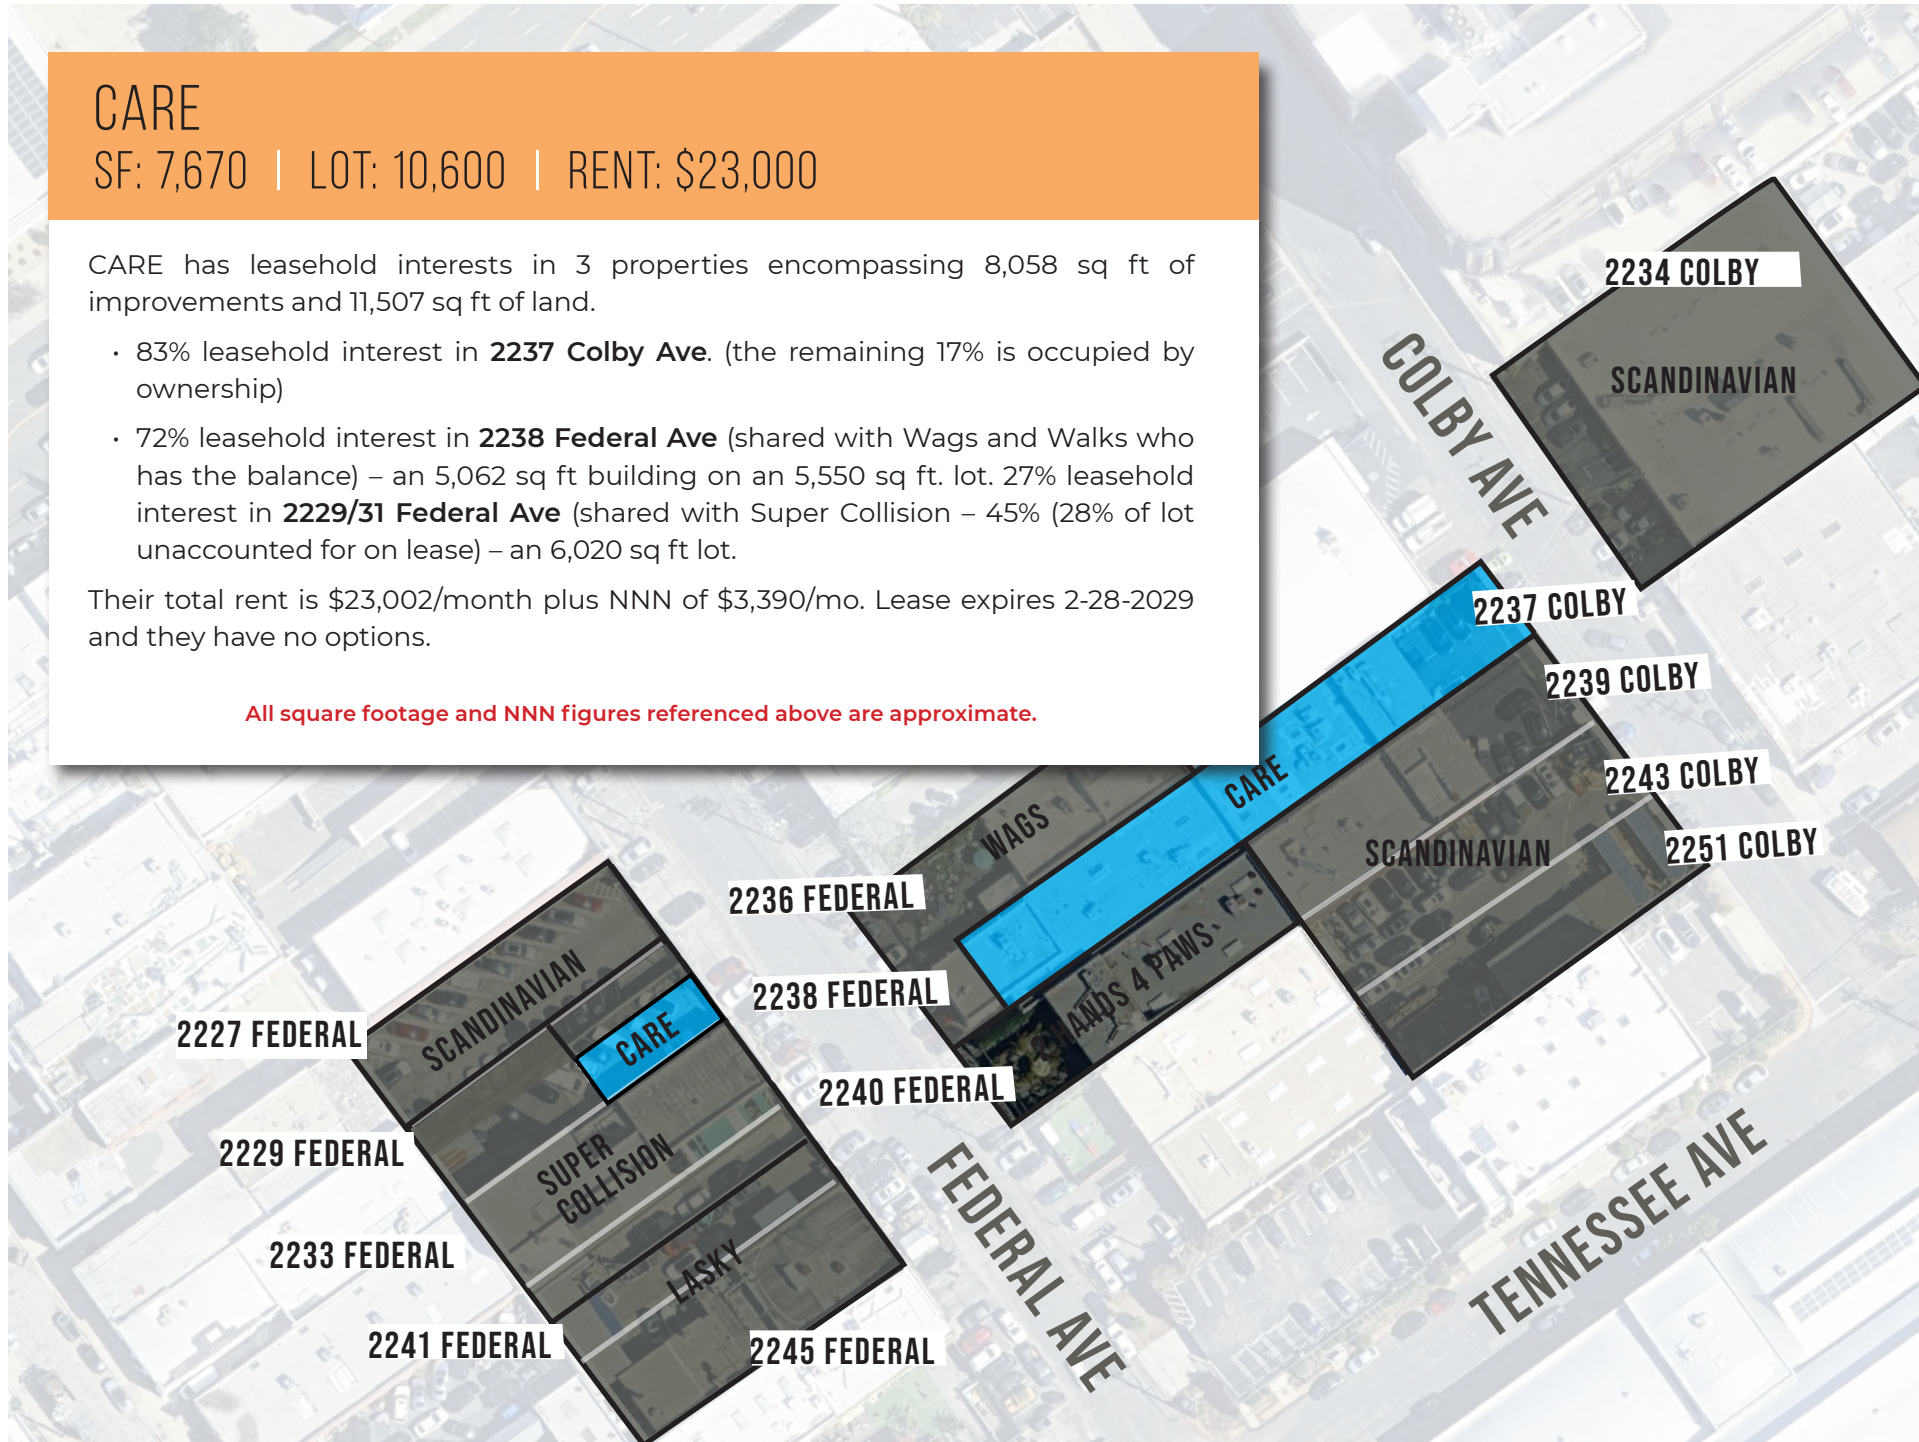 CARE
SF: 7,670 | LOT: 10,600 | RENT: $23,000
CARE has leasehold interests in 3 properties encompassing 8,058 sq ft of
improvements and 11,507 sq ft of land.
• 83% leasehold interest in 2237 Colby Ave. (the remaining 17% is occupied by
ownership)
• 72% leasehold interest in 2238 Federal Ave (shared with Wags and Walks who
has the balance) – an 5,062 sq ft building on an 5,550 sq ft. lot. 27% leasehold
interest in 2229/31 Federal Ave (shared with Super Collision – 45% (28% of lot
unaccounted for on lease) – an 6,020 sq ft lot.
Their total rent is $23,002/month plus NNN of $3,390/mo. Lease expires 2-28-2029
and they have no options.
All square footage and NNN figures referenced above are approximate.
2234 COLBY
SCANDINAVIAN
COLBY AVE
2237 COLBY
2239 COLBY
2243 COLBY
2251 COLBY
CARE
WAGS
SCANDINAVIAN
HANDS 4 PAWS
2236 FEDERAL
2238 FEDERAL
2240 FEDERAL
SCANDINAVIAN
CARE
2227 FEDERAL
2229 FEDERAL
SUPER
COLLISION
2233 FEDERAL
LASKY
2241 FEDERAL
2245 FEDERAL
FEDERAL AVE
TENNESSEE AVE